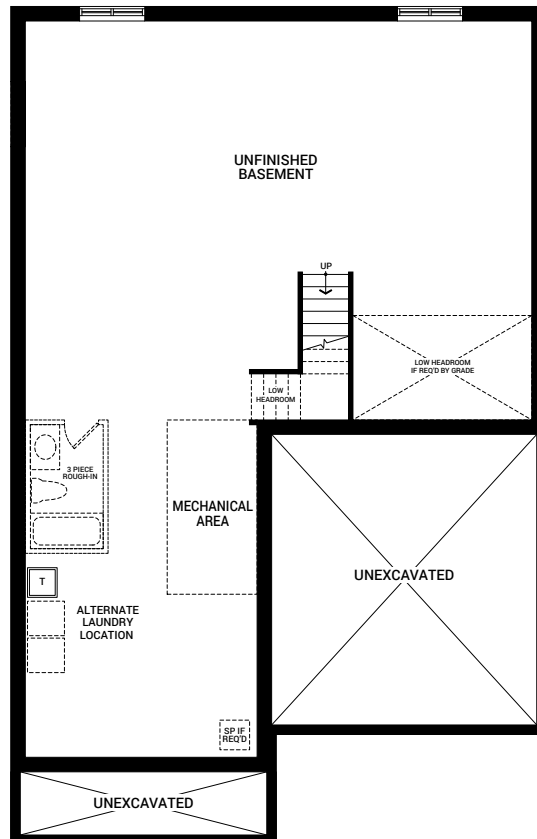 UNFINISHED
BASEMENT
UP
LOW HEADROOM
IF REQ'D BY GRADE
LOW
HEADROOM
3 PIECE
ROUGH-IN
MECHANICAL
AREA
UNEXCAVATED
T
ALTERNATE
LAUNDRY
LOCATION
SP IF
REQ'D
UNEXCAVATED